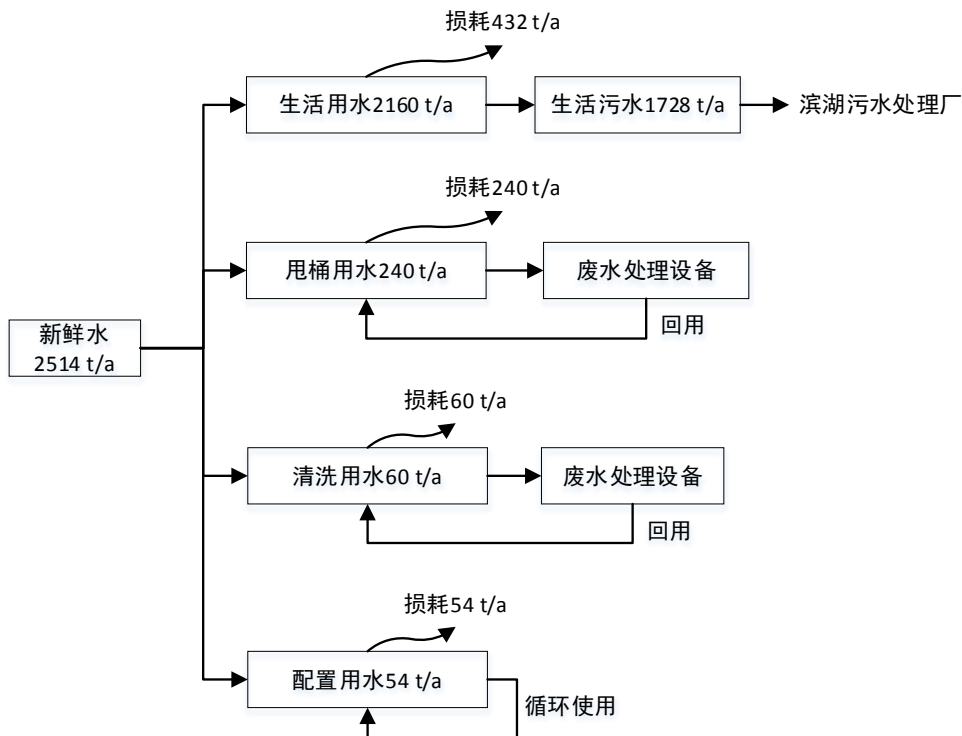 损耗432 t/a
生活用水2160 t/a
生活污水1728 t/a
滨湖污水处理厂
损耗240 t/a
甩桶用水240 t/a
废水处理设备
回用
新鲜水
2514 t/a
损耗60 t/a
清洗用水60 t/a
废水处理设备
回用
损耗54 t/a
配置用水54 t/a
循环使用